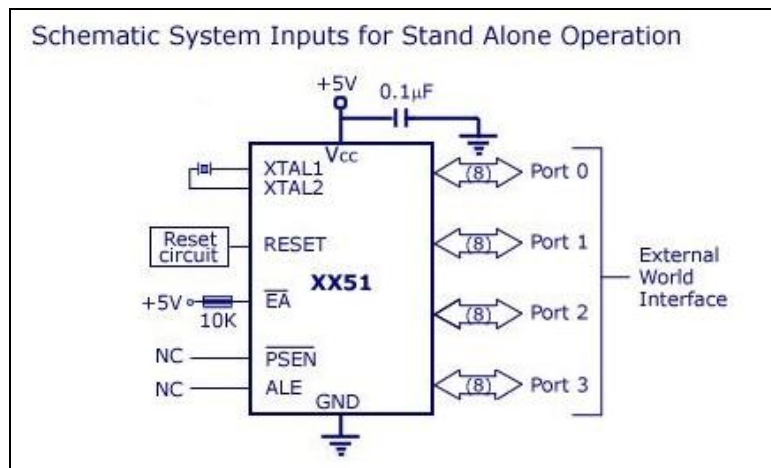 Schematic System Inputs for Stand Alone Operation
+5V
0.1µF
Vcc
XTAL1
XTAL2
Reset
circuit
RESET
XX51
+5V
10K
EA
NC
PSEN
NC
ALE
GND
(8)
Port 0
(8)
Port 1
(8)
Port 2
(8)
Port 3
External
World
Interface